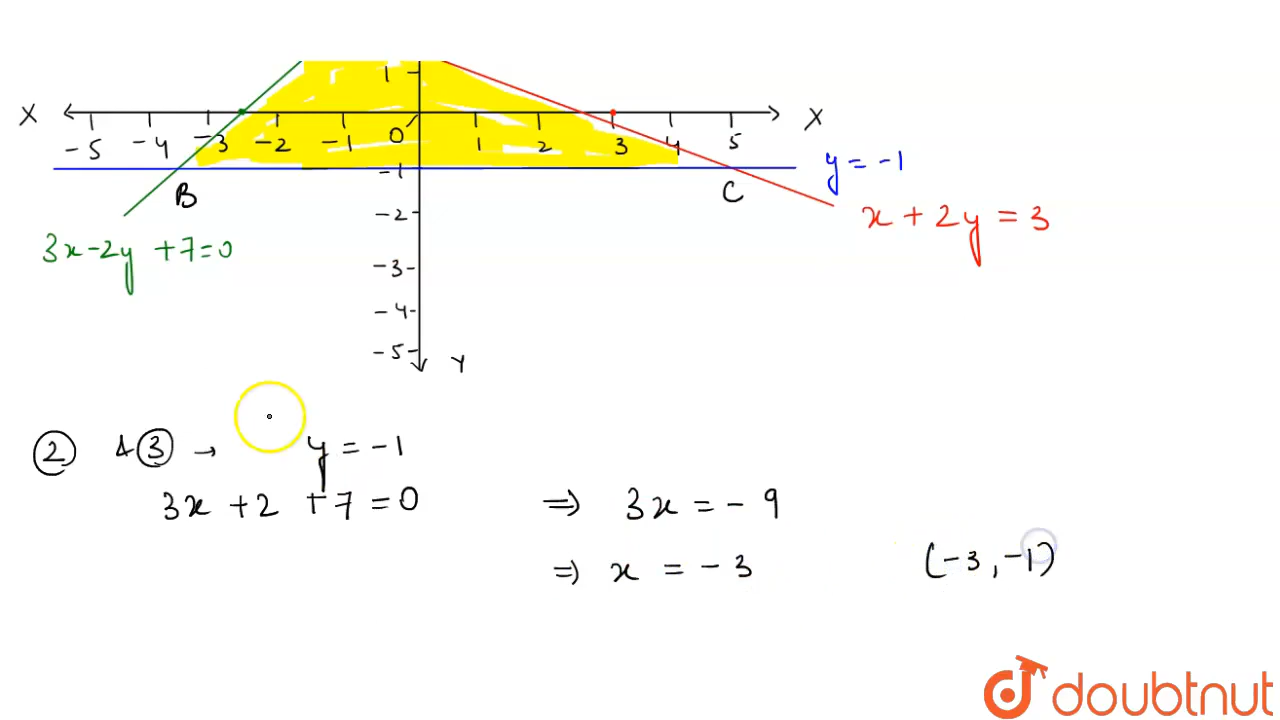 1
X X
-5 -4 -3 -2 -1 0 1 2 3 4 5
y = -1
-1
B C
-2
x + 2y = 3
3x - 2y + 7 = 0
-3
-4
-5
Y
② & ③ → y = -1
3x + 2 + 7 = 0 ⇒ 3x = - 9
⇒ x = - 3 (-3, -1)
doubtnut